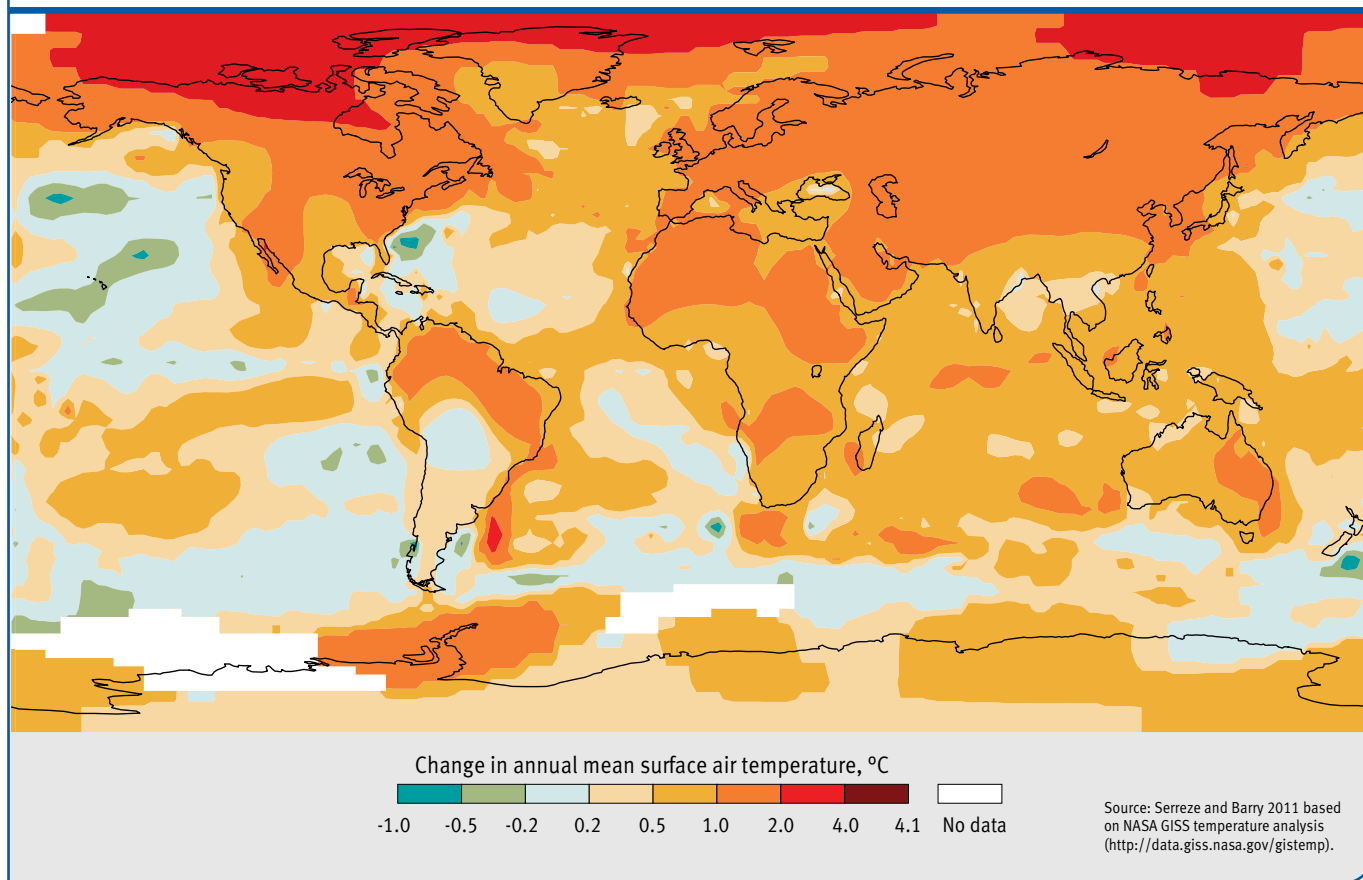 Change in annual mean surface air temperature, °C
-1.0 -0.5 -0.2 0.2 0.5 1.0 2.0 4.0 4.1 No data
Source: Serreze and Barry 2011 based
on NASA GISS temperature analysis
(http://data.giss.nasa.gov/gistemp).